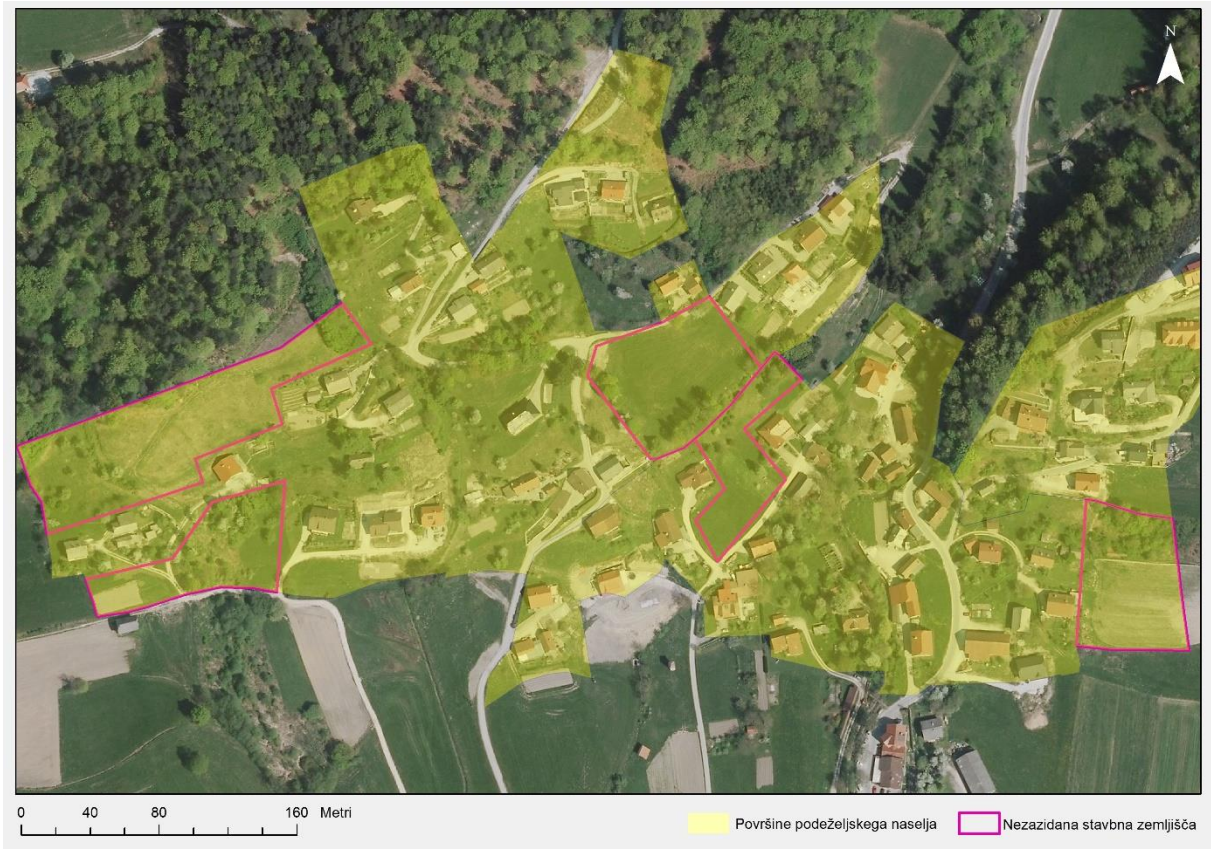 N
0 40 80 160 Metri
Površine podeželjskega naselja
Nezazidana stavbna zemljišča